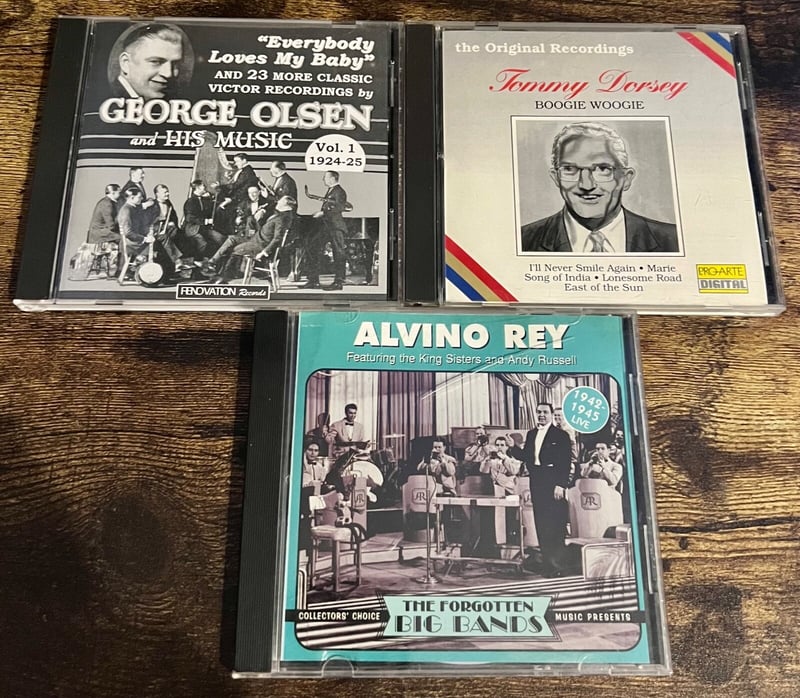 "Everybody
Loves My Baby"
AND 23 MORE CLASSIC
VICTOR RECORDINGS by
GEORGE OLSEN
and HIS MUSIC
Vol. 1
1924-25
RENOVATION Records
the Original Recordings
Tommy Dorsey
BOOGIE WOOGIE
I'll Never Smile Again • Marie
Song of India • Lonesome Road
East of the Sun
PRO-ARTE
DIGITAL
ALVINO REY
Featuring the King Sisters and Andy Russell
1942-
1945
LIVE
AR
AR
COLLECTORS' CHOICE
THE FORGOTTEN
BIG BANDS
MUSIC PRESENTS